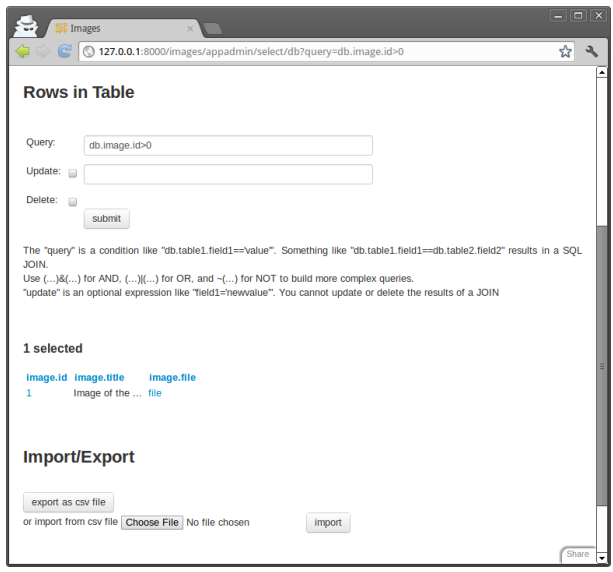 app
app
Images
127.0.0.1:8000/images/appadmin/select/db?query=db.image.id>0
Rows in Table
Query: db.image.id>0
Update:
Delete:
submit
The "query" is a condition like "db.table1.field1=='value'". Something like "db.table1.field1==db.table2.field2" results in a SQL
JOIN.
Use (...)&(...) for AND, (...)|(...) for OR, and ~(...) for NOT to build more complex queries.
"update" is an optional expression like "field1='newvalue'". You cannot update or delete the results of a JOIN
1 selected
image.id image.title image.file
1 Image of the ... file
Import/Export
export as csv file
or import from csv file Choose File No file chosen import
Share